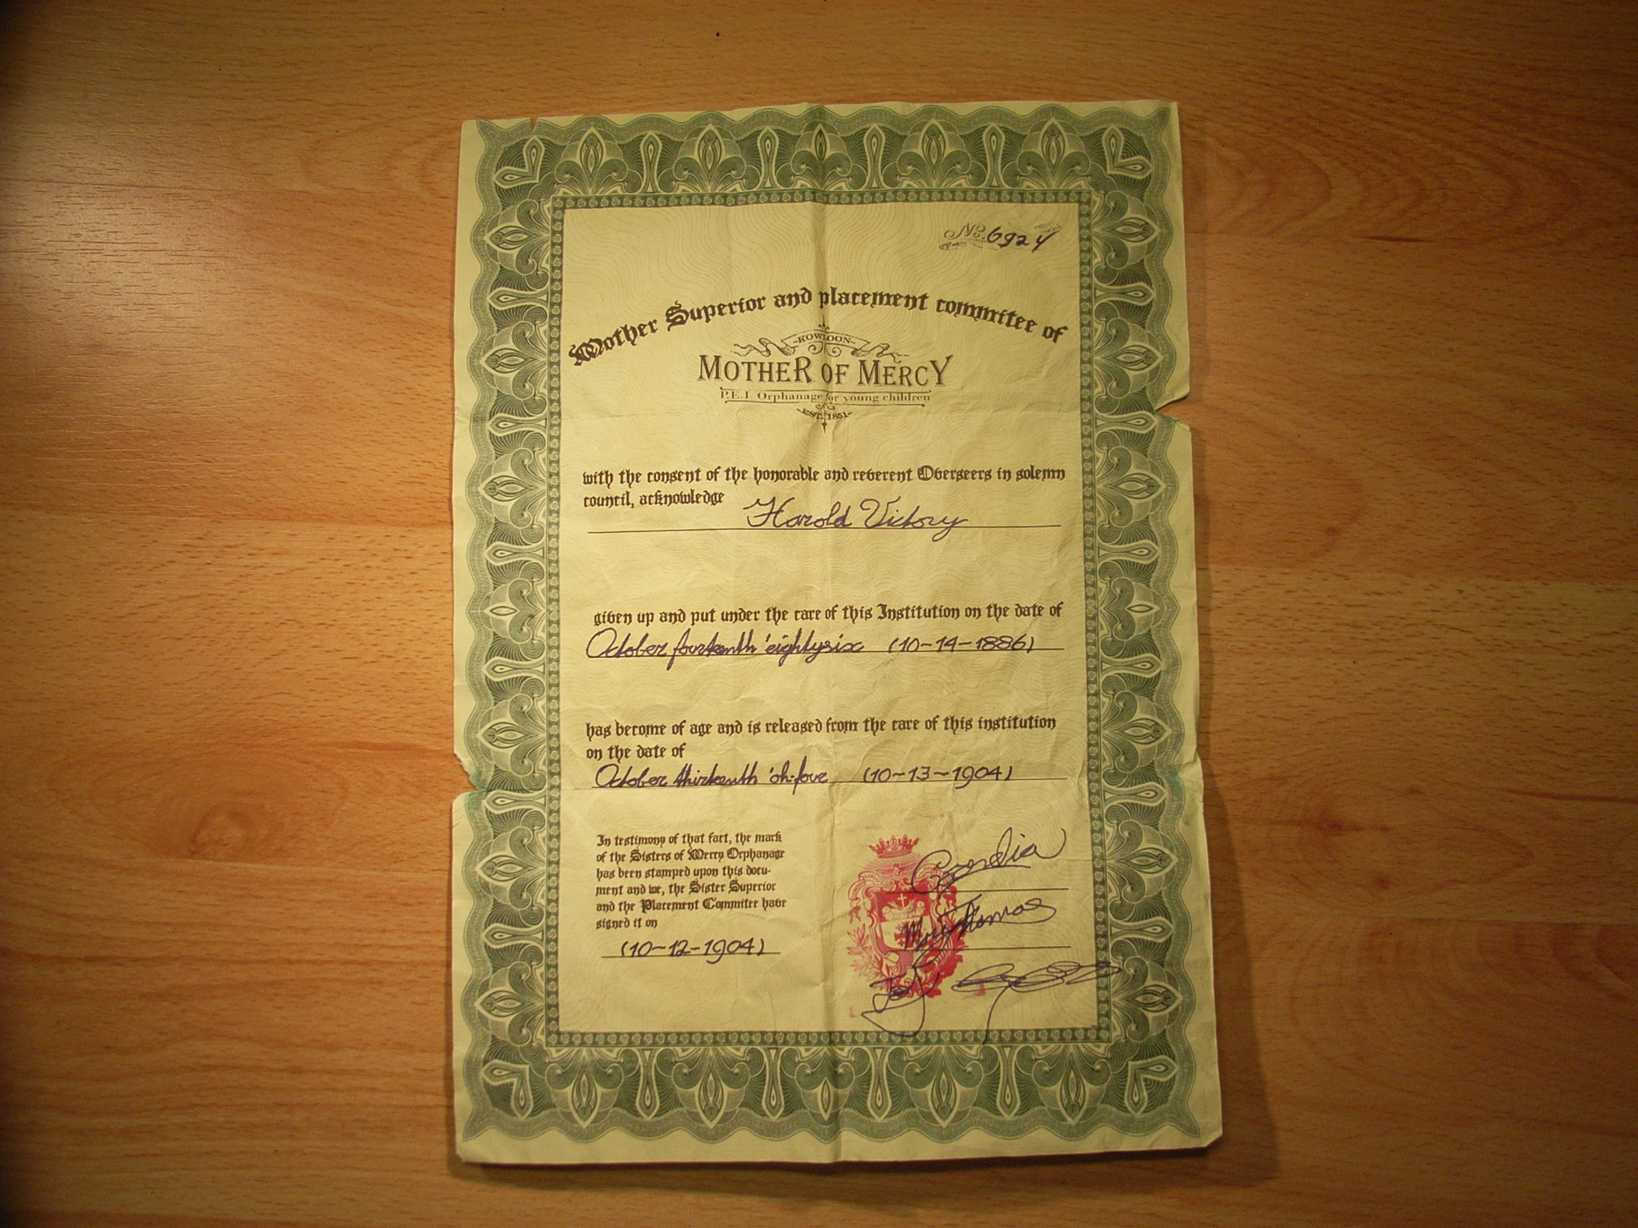 No. 6924
Mother Superior and placement commitee of
KOWLOON
MOTHER OF MERCY
P.E.I. Orphanage for young children
EST. 1851
with the consent of the honorable and reverent Overseers in solemn
council, acknowledge
Harold Victory
given up and put under the care of this Institution on the date of
October fourteenth 'eightysix (10-14-1886)
has become of age and is released from the care of this institution
on the date of
October thirteenth 'oh-four (10-13-1904)
In testimony of that fact, the mark
of the Sisters of Mercy Orphanage
has been stamped upon this docu-
ment and we, the Sister Superior
and the Placement Committee have
signed it on
(10-12-1904)
Thomas